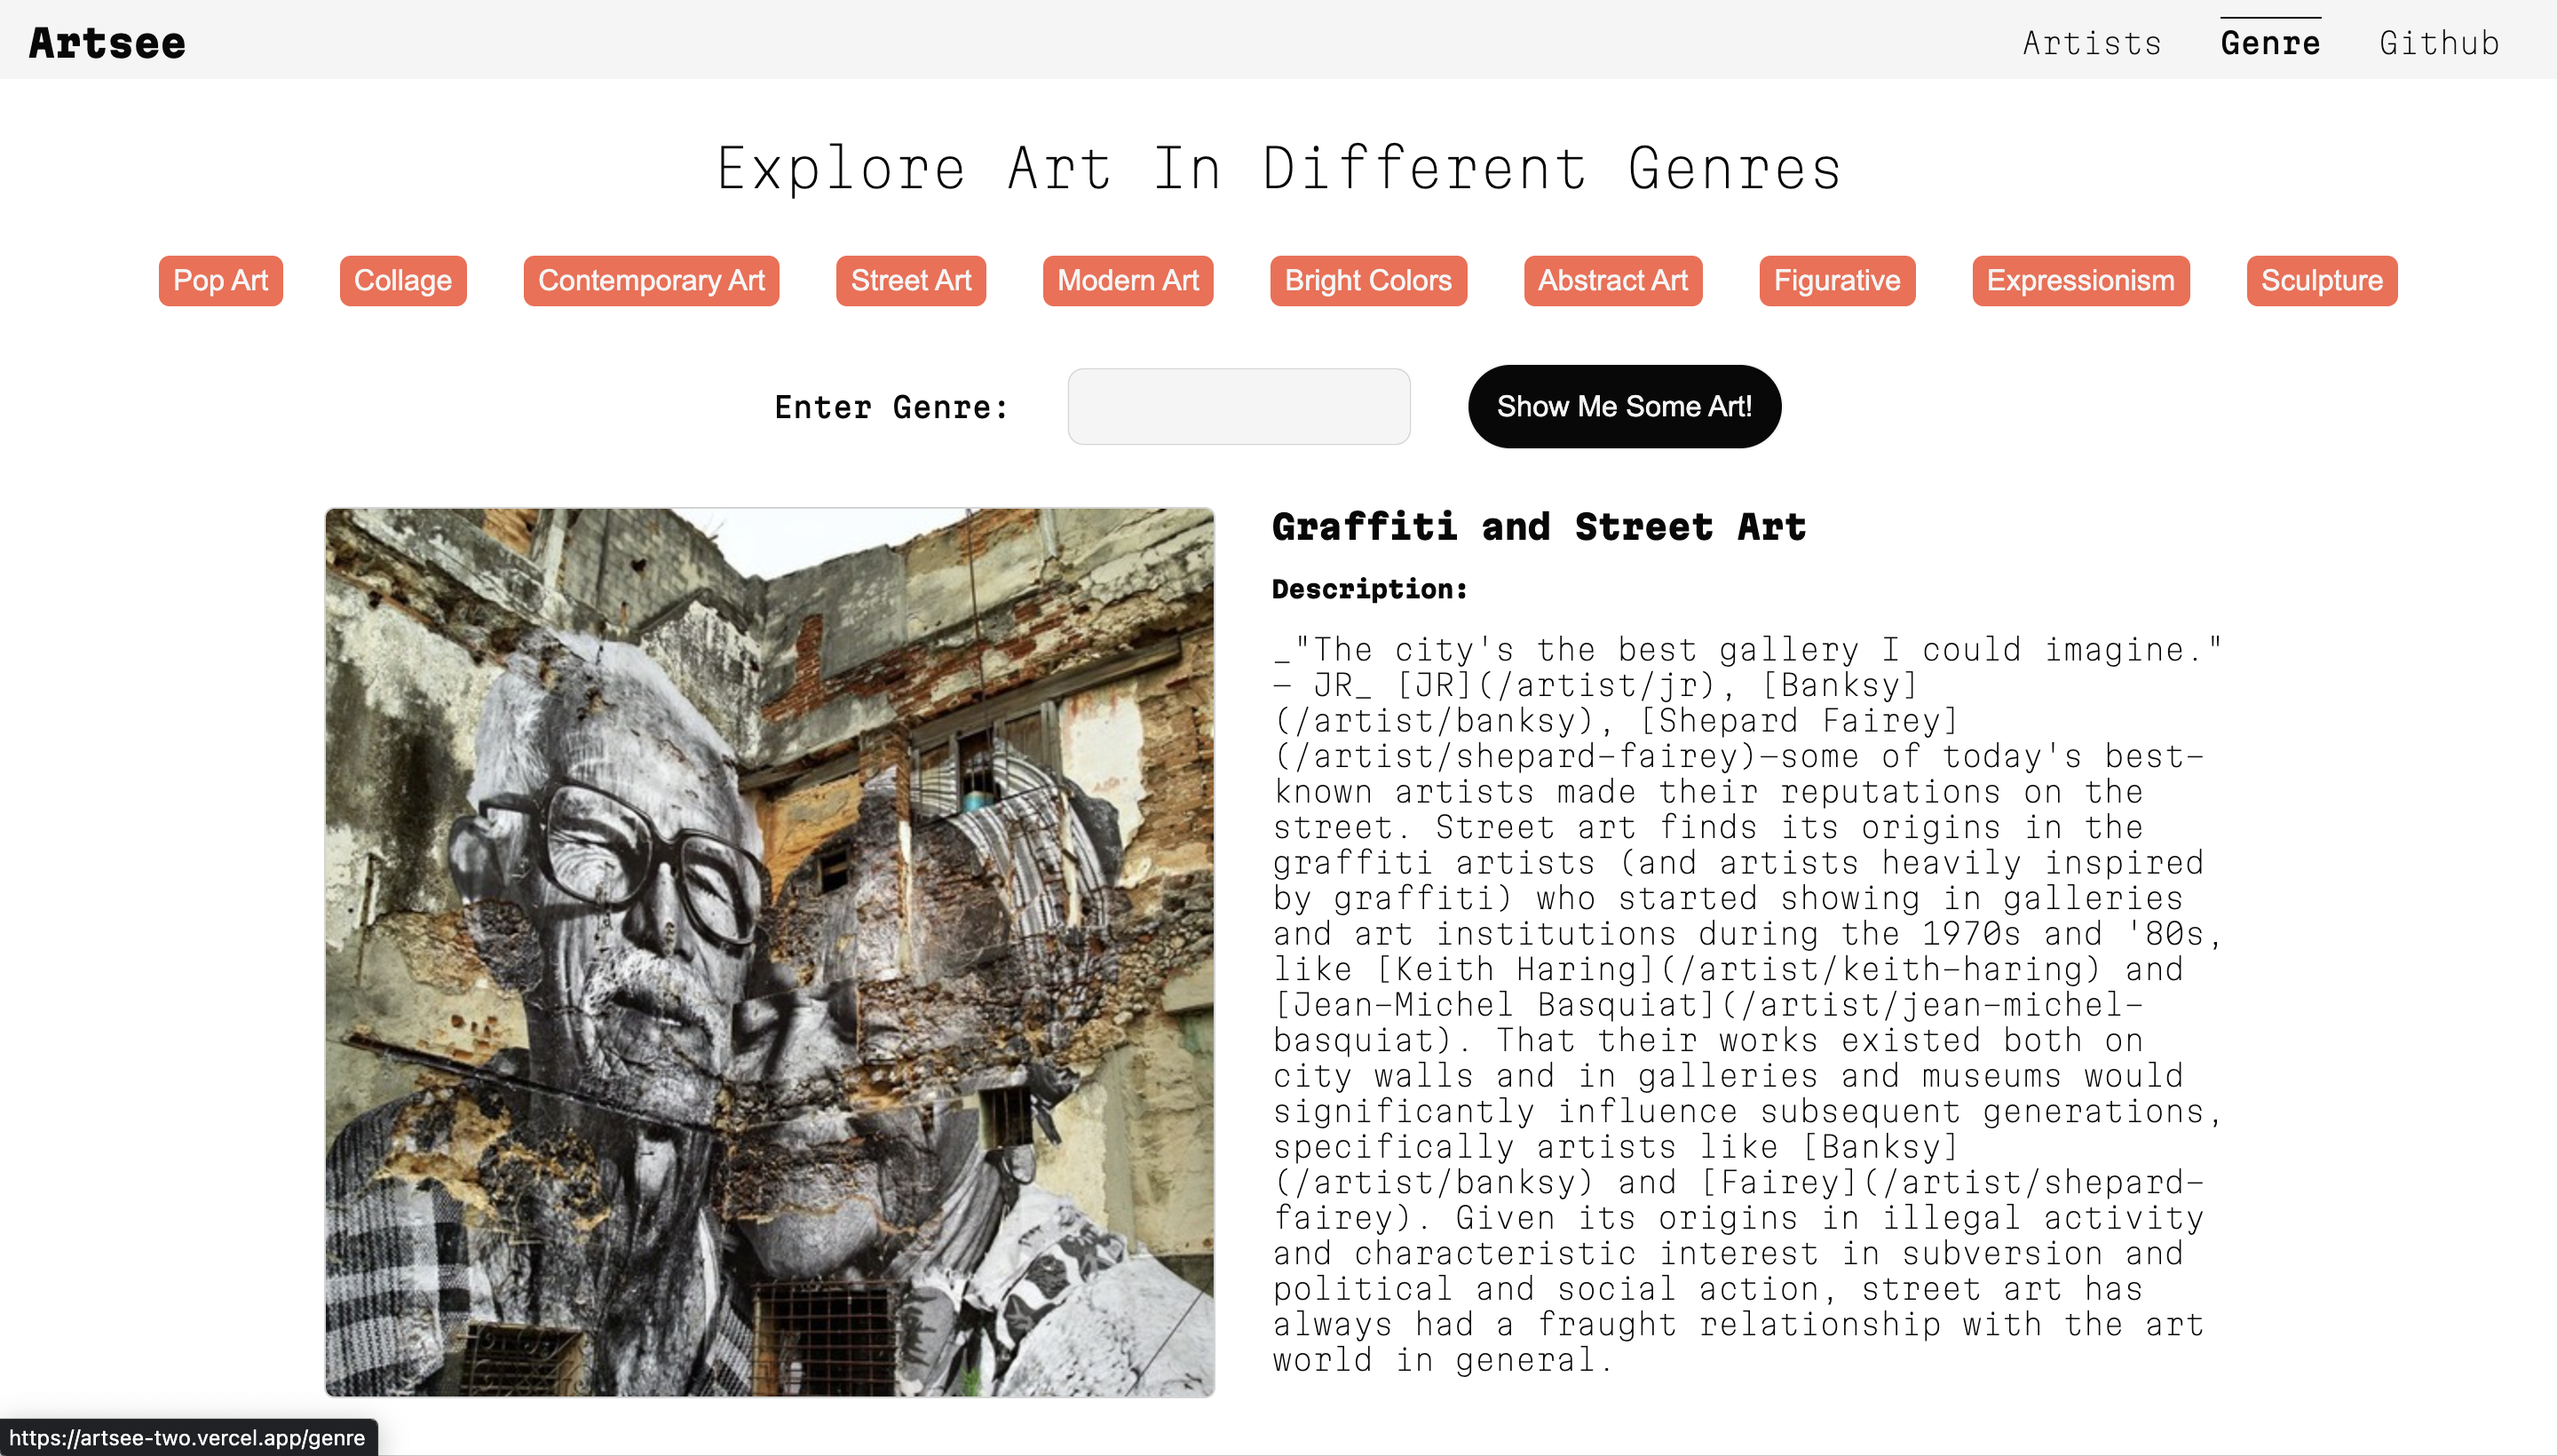 Artsee
Artists Genre Github
Explore Art In Different Genres
Pop Art Collage Contemporary Art Street Art Modern Art Bright Colors Abstract Art Figurative Expressionism Sculpture
Enter Genre: Show Me Some Art!
Graffiti and Street Art
Description:
_"The city's the best gallery I could imagine."
— JR_ [JR](/artist/jr), [Banksy]
(/artist/banksy), [Shepard Fairey]
(/artist/shepard-fairey)—some of today's best-
known artists made their reputations on the
street. Street art finds its origins in the
graffiti artists (and artists heavily inspired
by graffiti) who started showing in galleries
and art institutions during the 1970s and '80s,
like [Keith Haring](/artist/keith-haring) and
[Jean-Michel Basquiat](/artist/jean-michel-
basquiat). That their works existed both on
city walls and in galleries and museums would
significantly influence subsequent generations,
specifically artists like [Banksy]
(/artist/banksy) and [Fairey](/artist/shepard-
fairey). Given its origins in illegal activity
and characteristic interest in subversion and
political and social action, street art has
always had a fraught relationship with the art
world in general.
https://artsee-two.vercel.app/genre